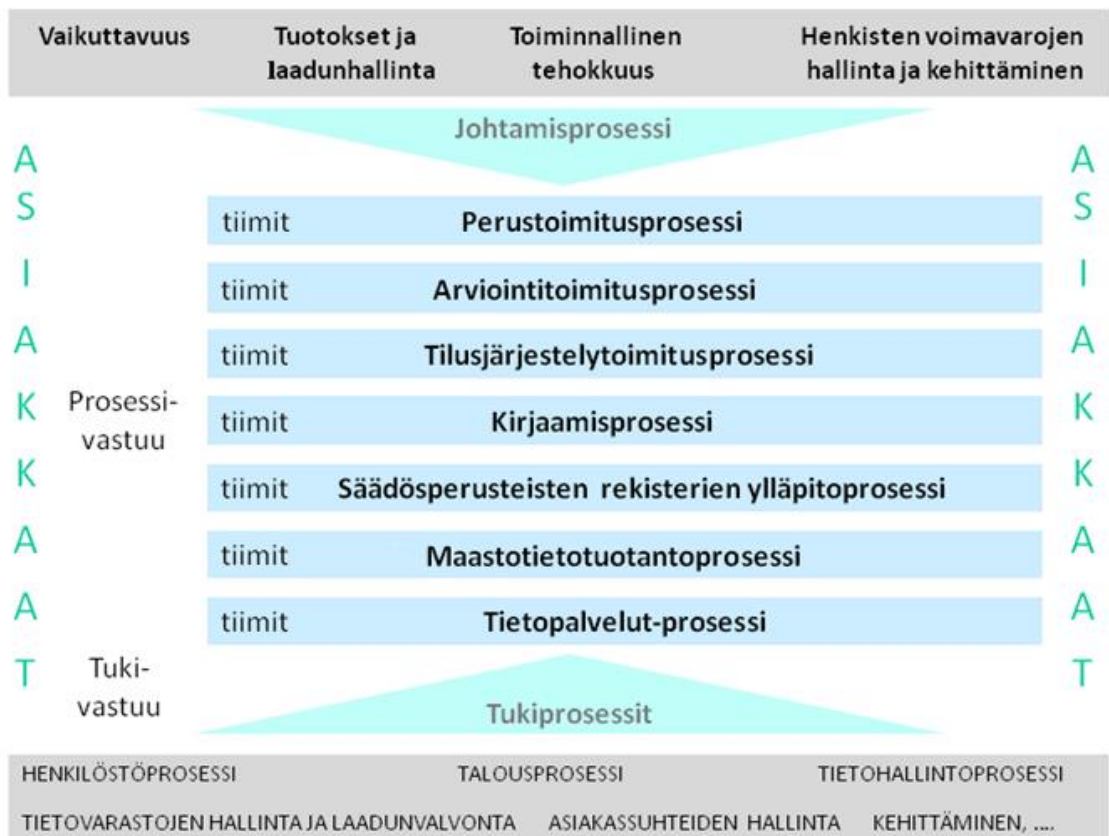 Vaikuttavuus Tuotokset ja Toiminnallinen Henkisten voimavarojen
laadunhallinta tehokkuus hallinta ja kehittäminen
Johtamisprosessi
ASIAKKAAT
ASIAKKAAT
tiimit Perustoimitusprosessi
tiimit Arviointitoimitusprosessi
tiimit Tilusjärjestelytoimitusprosessi
Prosessi-
vastuu
tiimit Kirjaamisprosessi
tiimit Säädösperusteisten rekisterien ylläpitoprosessi
tiimit Maastotietotuotantoprosessi
tiimit Tietopalvelut-prosessi
Tuki-
vastuu
Tukiprosessit
HENKILÖSTÖPROSESSI TALOUSPROSESSI TIETOHALLINTOPROSESSI
TIETOVARASTOJEN HALLINTA JA LAADUNVALVONTA ASIAKASSUHTEIDEN HALLINTA KEHITTÄMINEN, ....